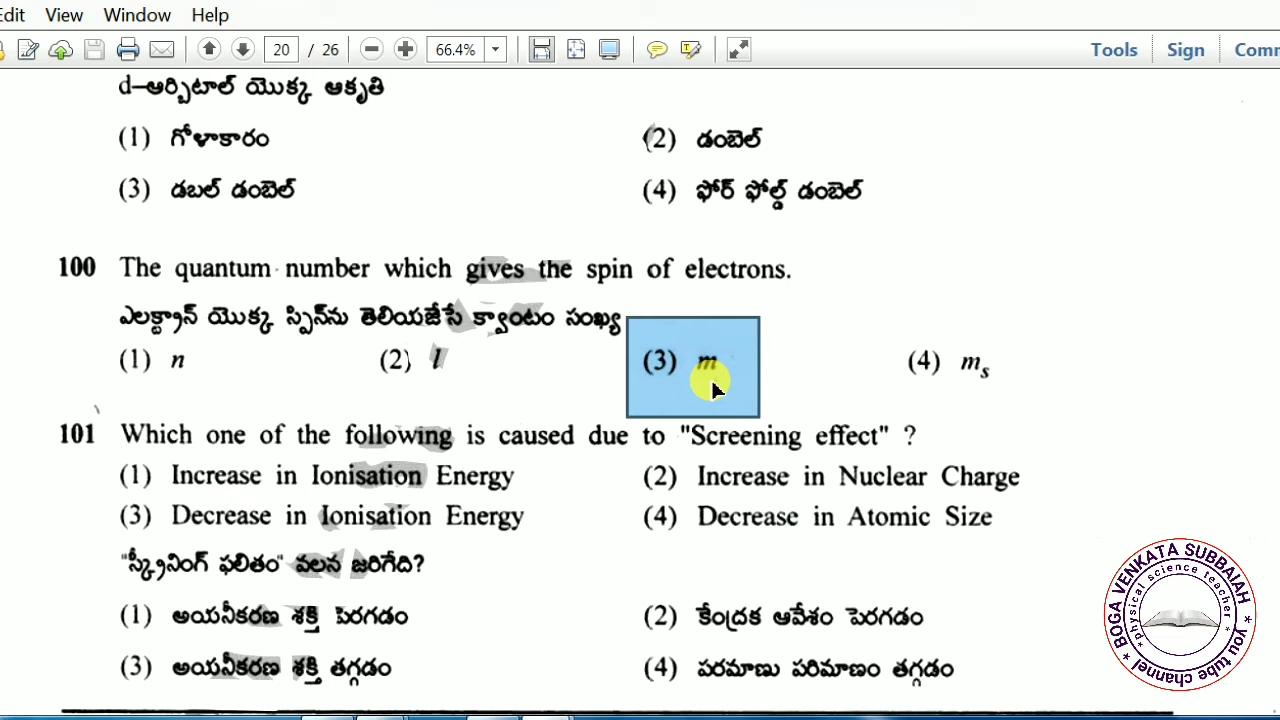 Edit View Window Help
20 / 26 66.4% Tools Sign Comm
d-ఆర్బిటాల్ యొక్క ఆకృతి
(1) గోళాకారం (2) డంబెల్
(3) డబల్ డంబెల్ (4) ఫోర్ ఫోల్డ్ డంబెల్
100 The quantum number which gives the spin of electrons.
ఎలక్ట్రాన్ యొక్క స్పిన్‌ను తెలియజేసే క్వాంటం సంఖ్య
(1) n (2) l (3) m (4) ms
101 Which one of the following is caused due to "Screening effect" ?
(1) Increase in Ionisation Energy (2) Increase in Nuclear Charge
(3) Decrease in Ionisation Energy (4) Decrease in Atomic Size
"స్క్రీనింగ్ ఫలితం" వలన జరిగేది?
(1) అయనీకరణ శక్తి పెరగడం (2) కేంద్రక ఆవేశం పెరగడం
(3) అయనీకరణ శక్తి తగ్గడం (4) పరమాణు పరిమాణం తగ్గడం
* BOGA VENKATA SUBBAIAH * you tube channel
*physical science teacher*